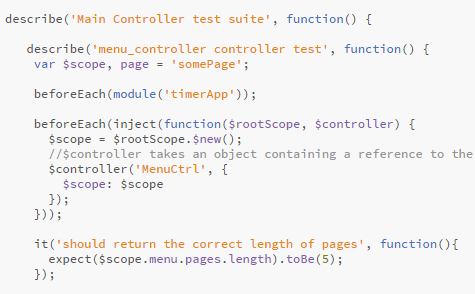 describe('Main Controller test suite', function() {
describe('menu_controller controller test', function() {
var $scope, page = 'somePage';
beforeEach(module('timerApp'));
beforeEach(inject(function($rootScope, $controller) {
$scope = $rootScope.$new();
//$controller takes an object containing a reference to the
$controller('MenuCtrl', {
$scope: $scope
});
}));
it('should return the correct length of pages', function(){
expect($scope.menu.pages.length).toBe(5);
});